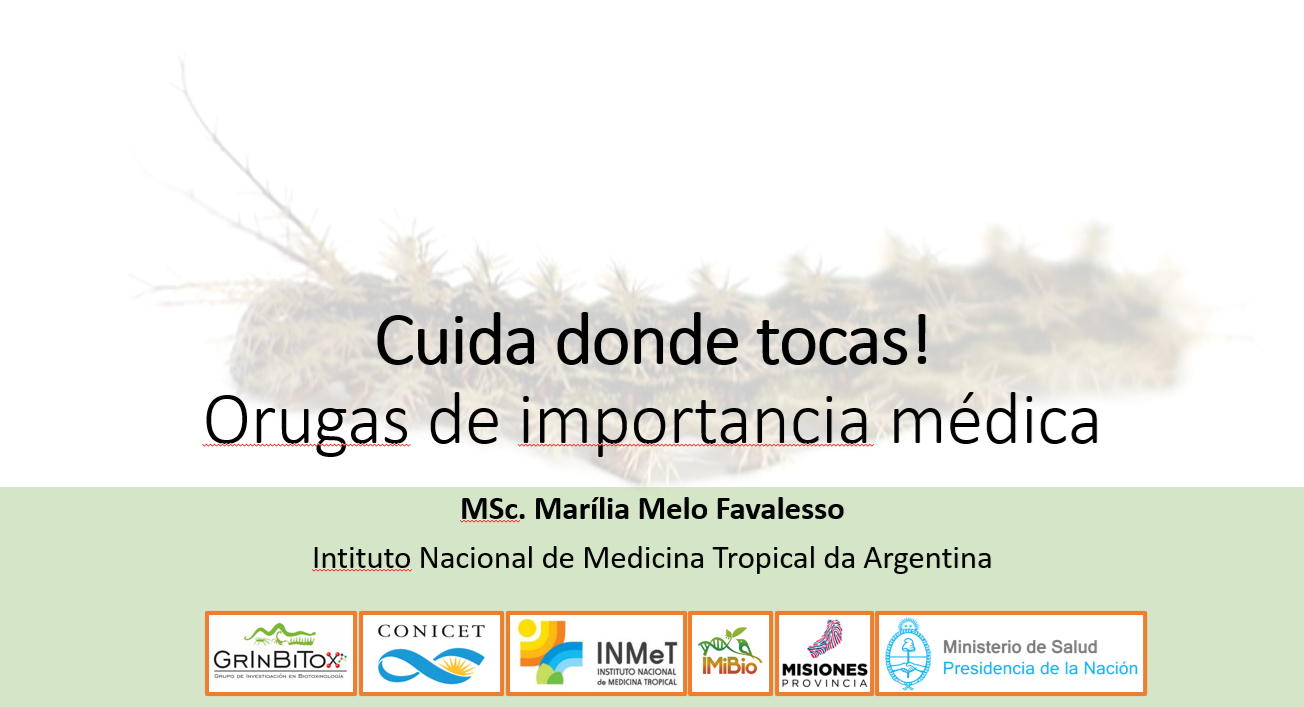 Cuida donde tocas!
Orugas de importancia médica
MSc. Marília Melo Favalesso
Intituto Nacional de Medicina Tropical da Argentina
GRINBITOX
GRUPO DE INVESTIGACIÓN EN BIOTOXINOLOGÍA
CONICET
INMeT
INSTITUTO NACIONAL
de MEDICINA TROPICAL
iMiBio
MISIONES
PROVINCIA
Ministerio de Salud
Presidencia de la Nación